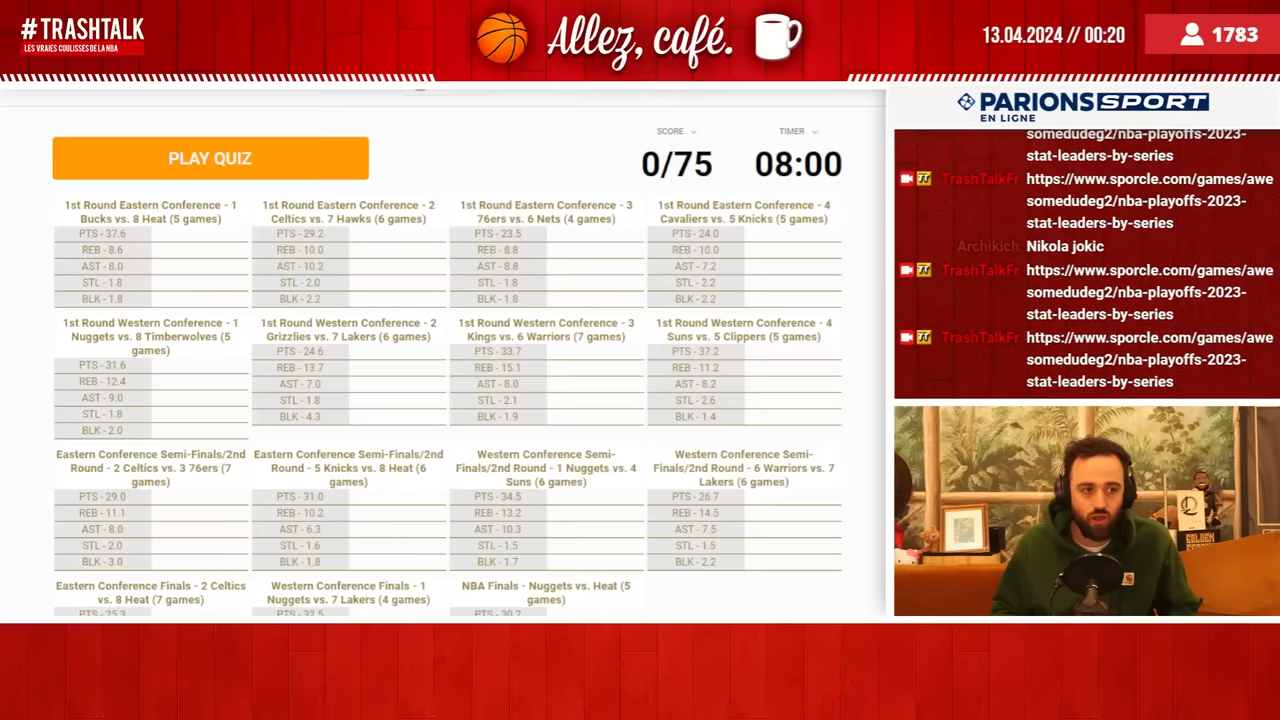 #TRASHTALK
LES VRAIES COULISSES DE LA NBA
Allez, café.
13.04.2024 // 00:20
1783
PLAY QUIZ
SCORE
0/75
TIMER
08:00
1st Round Eastern Conference - 1
Bucks vs. 8 Heat (5 games)
PTS - 37.6
REB - 8.6
AST - 8.0
STL - 1.8
BLK - 1.8
1st Round Eastern Conference - 2
Celtics vs. 7 Hawks (6 games)
PTS - 29.2
REB - 10.0
AST - 10.2
STL - 2.0
BLK - 2.2
1st Round Eastern Conference - 3
76ers vs. 6 Nets (4 games)
PTS - 23.5
REB - 8.8
AST - 8.8
STL - 1.8
BLK - 1.8
1st Round Eastern Conference - 4
Cavaliers vs. 5 Knicks (5 games)
PTS - 24.0
REB - 10.0
AST - 7.2
STL - 2.2
BLK - 2.2
1st Round Western Conference - 1
Nuggets vs. 8 Timberwolves (5
games)
PTS - 31.6
REB - 12.4
AST - 9.0
STL - 1.8
BLK - 2.0
1st Round Western Conference - 2
Grizzlies vs. 7 Lakers (6 games)
PTS - 24.6
REB - 13.7
AST - 7.0
STL - 1.8
BLK - 4.3
1st Round Western Conference - 3
Kings vs. 6 Warriors (7 games)
PTS - 33.7
REB - 15.1
AST - 8.0
STL - 2.1
BLK - 1.9
1st Round Western Conference - 4
Suns vs. 5 Clippers (5 games)
PTS - 37.2
REB - 11.2
AST - 8.2
STL - 2.6
BLK - 1.4
Eastern Conference Semi-Finals/2nd
Round - 2 Celtics vs. 3 76ers (7
games)
PTS - 29.0
REB - 11.1
AST - 8.0
STL - 2.0
BLK - 3.0
Eastern Conference Semi-Finals/2nd
Round - 5 Knicks vs. 8 Heat (6
games)
PTS - 31.0
REB - 10.2
AST - 6.3
STL - 1.6
BLK - 1.8
Western Conference Semi-
Finals/2nd Round - 1 Nuggets vs. 4
Suns (6 games)
PTS - 34.5
REB - 13.2
AST - 10.3
STL - 1.5
BLK - 1.7
Western Conference Semi-
Finals/2nd Round - 6 Warriors vs. 7
Lakers (6 games)
PTS - 26.7
REB - 14.5
AST - 7.5
STL - 1.5
BLK - 2.2
Eastern Conference Finals - 2 Celtics
vs. 8 Heat (7 games)
PTS - 25.3
Western Conference Finals - 1
Nuggets vs. 7 Lakers (4 games)
PTS - 32.5
NBA Finals - Nuggets vs. Heat (5
games)
PTS - 30.2
PARIONS SPORT
EN LIGNE
somedudeg2/nba-playoffs-2023-
stat-leaders-by-series
TrashTalkFr https://www.sporcle.com/games/awe
somedudeg2/nba-playoffs-2023-
stat-leaders-by-series
Archikich Nikola jokic
TrashTalkFr https://www.sporcle.com/games/awe
somedudeg2/nba-playoffs-2023-
stat-leaders-by-series
TrashTalkFr https://www.sporcle.com/games/awe
somedudeg2/nba-playoffs-2023-
stat-leaders-by-series
GOLDEN